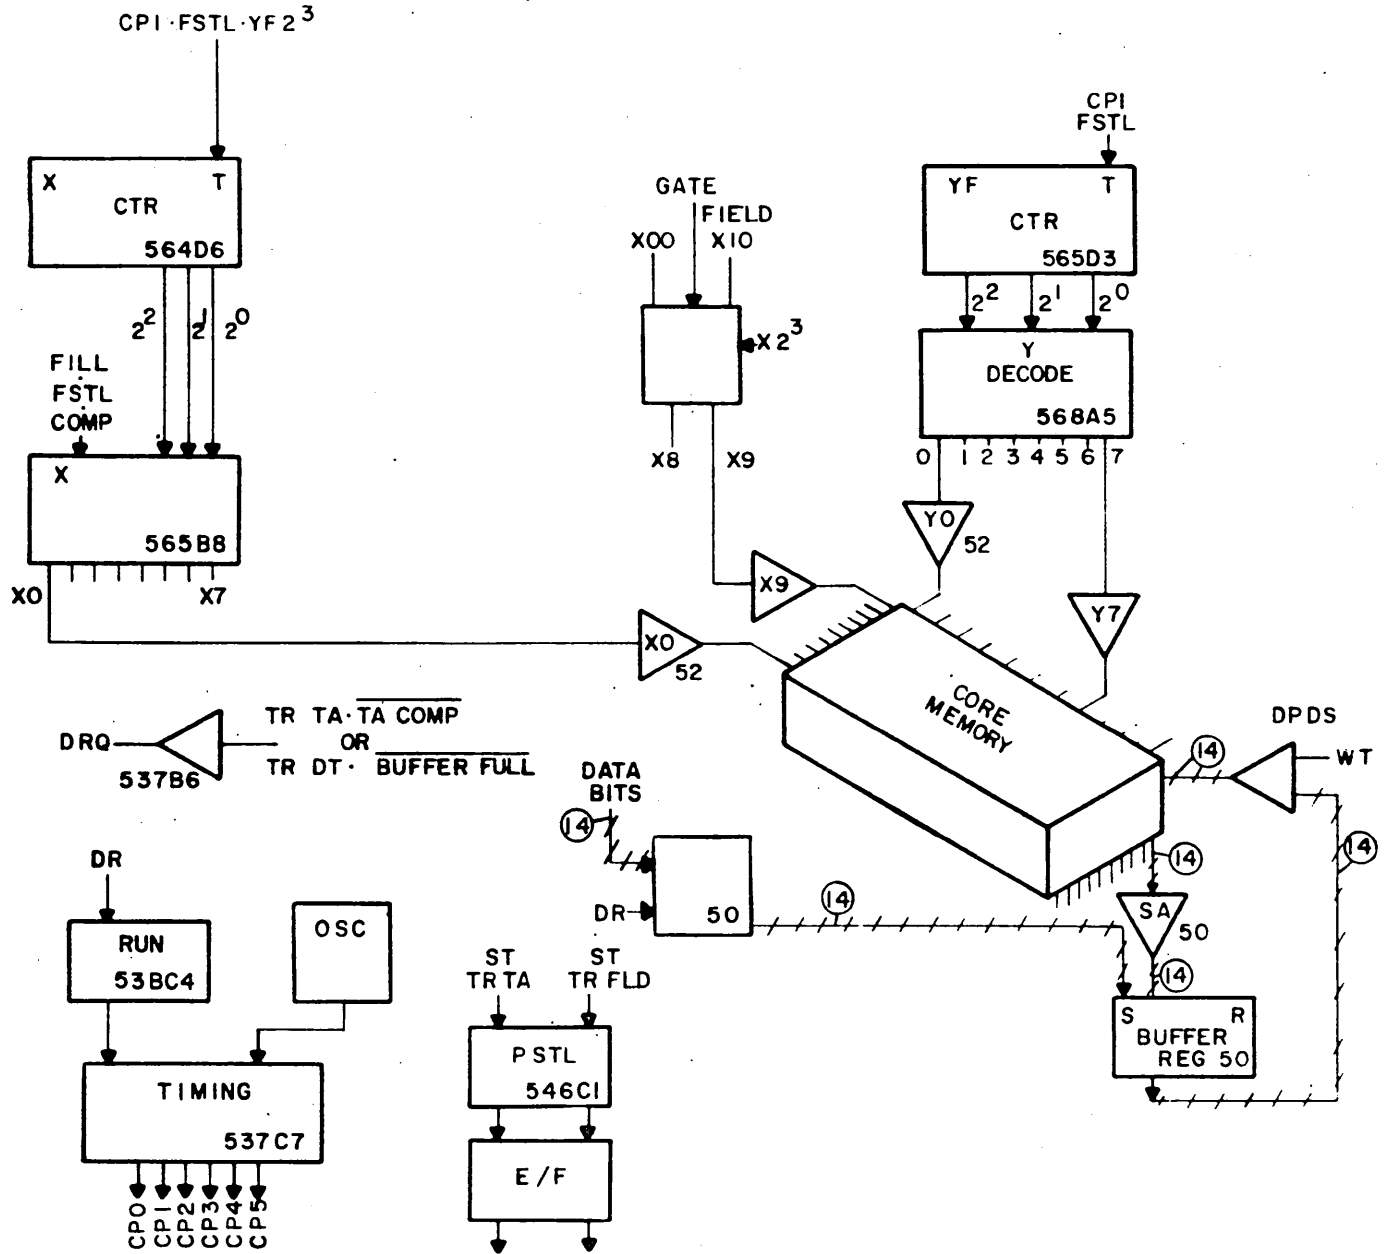 CP1·FSTL·YF2³
X T
CTR
564D6
2² 2¹ 2⁰
FILL
·
FSTL
·
COMP
X
565B8
X0 X7
GATE
FIELD
X00 X10
X2³
X8 X9
CP1
FSTL
YF T
CTR
565D3
2² 2¹ 2⁰
Y
DECODE
568A5
0 1 2 3 4 5 6 7
Y0
52
X9
Y7
X0
52
CORE
MEMORY
DRQ
537B6
TR TA·TA COMP
OR
TR DT· BUFFER FULL
DPDS
WT
14
14
DATA
BITS
14
DR
50
14
14
SA
50
14
S R
BUFFER
REG 50
DR
RUN
53BC4
OSC
TIMING
537C7
CP0
CP1
CP2
CP3
CP4
CP5
ST
TR TA
ST
TR FLD
PSTL
546C1
E/F